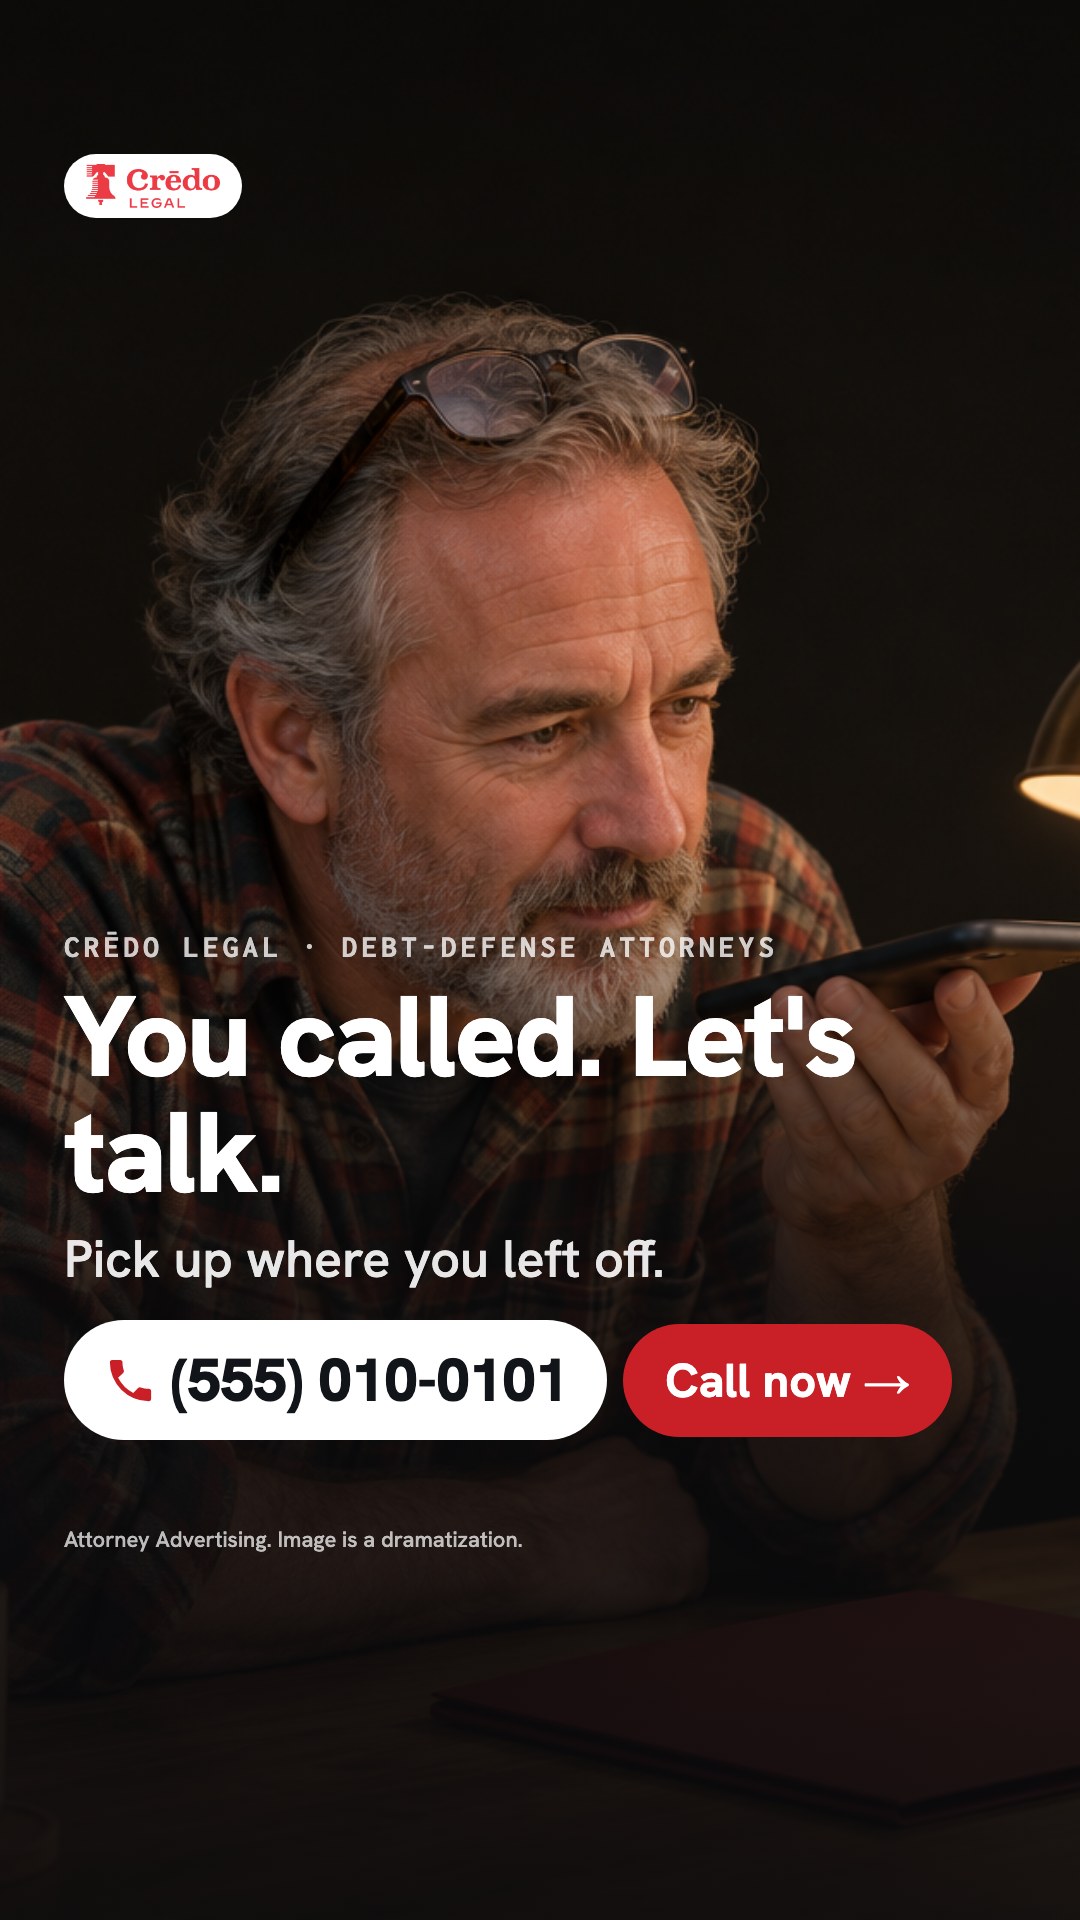 Crēdo
LEGAL
CRĒDO LEGAL · DEBT-DEFENSE ATTORNEYS
You called. Let's
talk.
Pick up where you left off.
(555) 010-0101
Call now →
Attorney Advertising. Image is a dramatization.